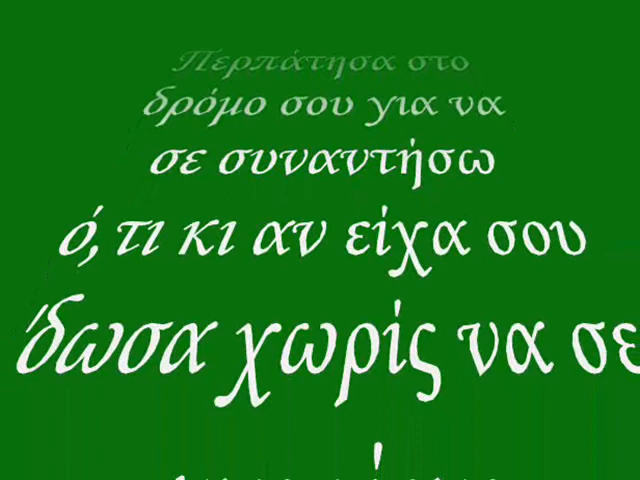 Περπάτησα στο
δρόμο σου για να
σε συναντήσω
ό,τι κι αν είχα σου
'δωσα χωρίς να σε